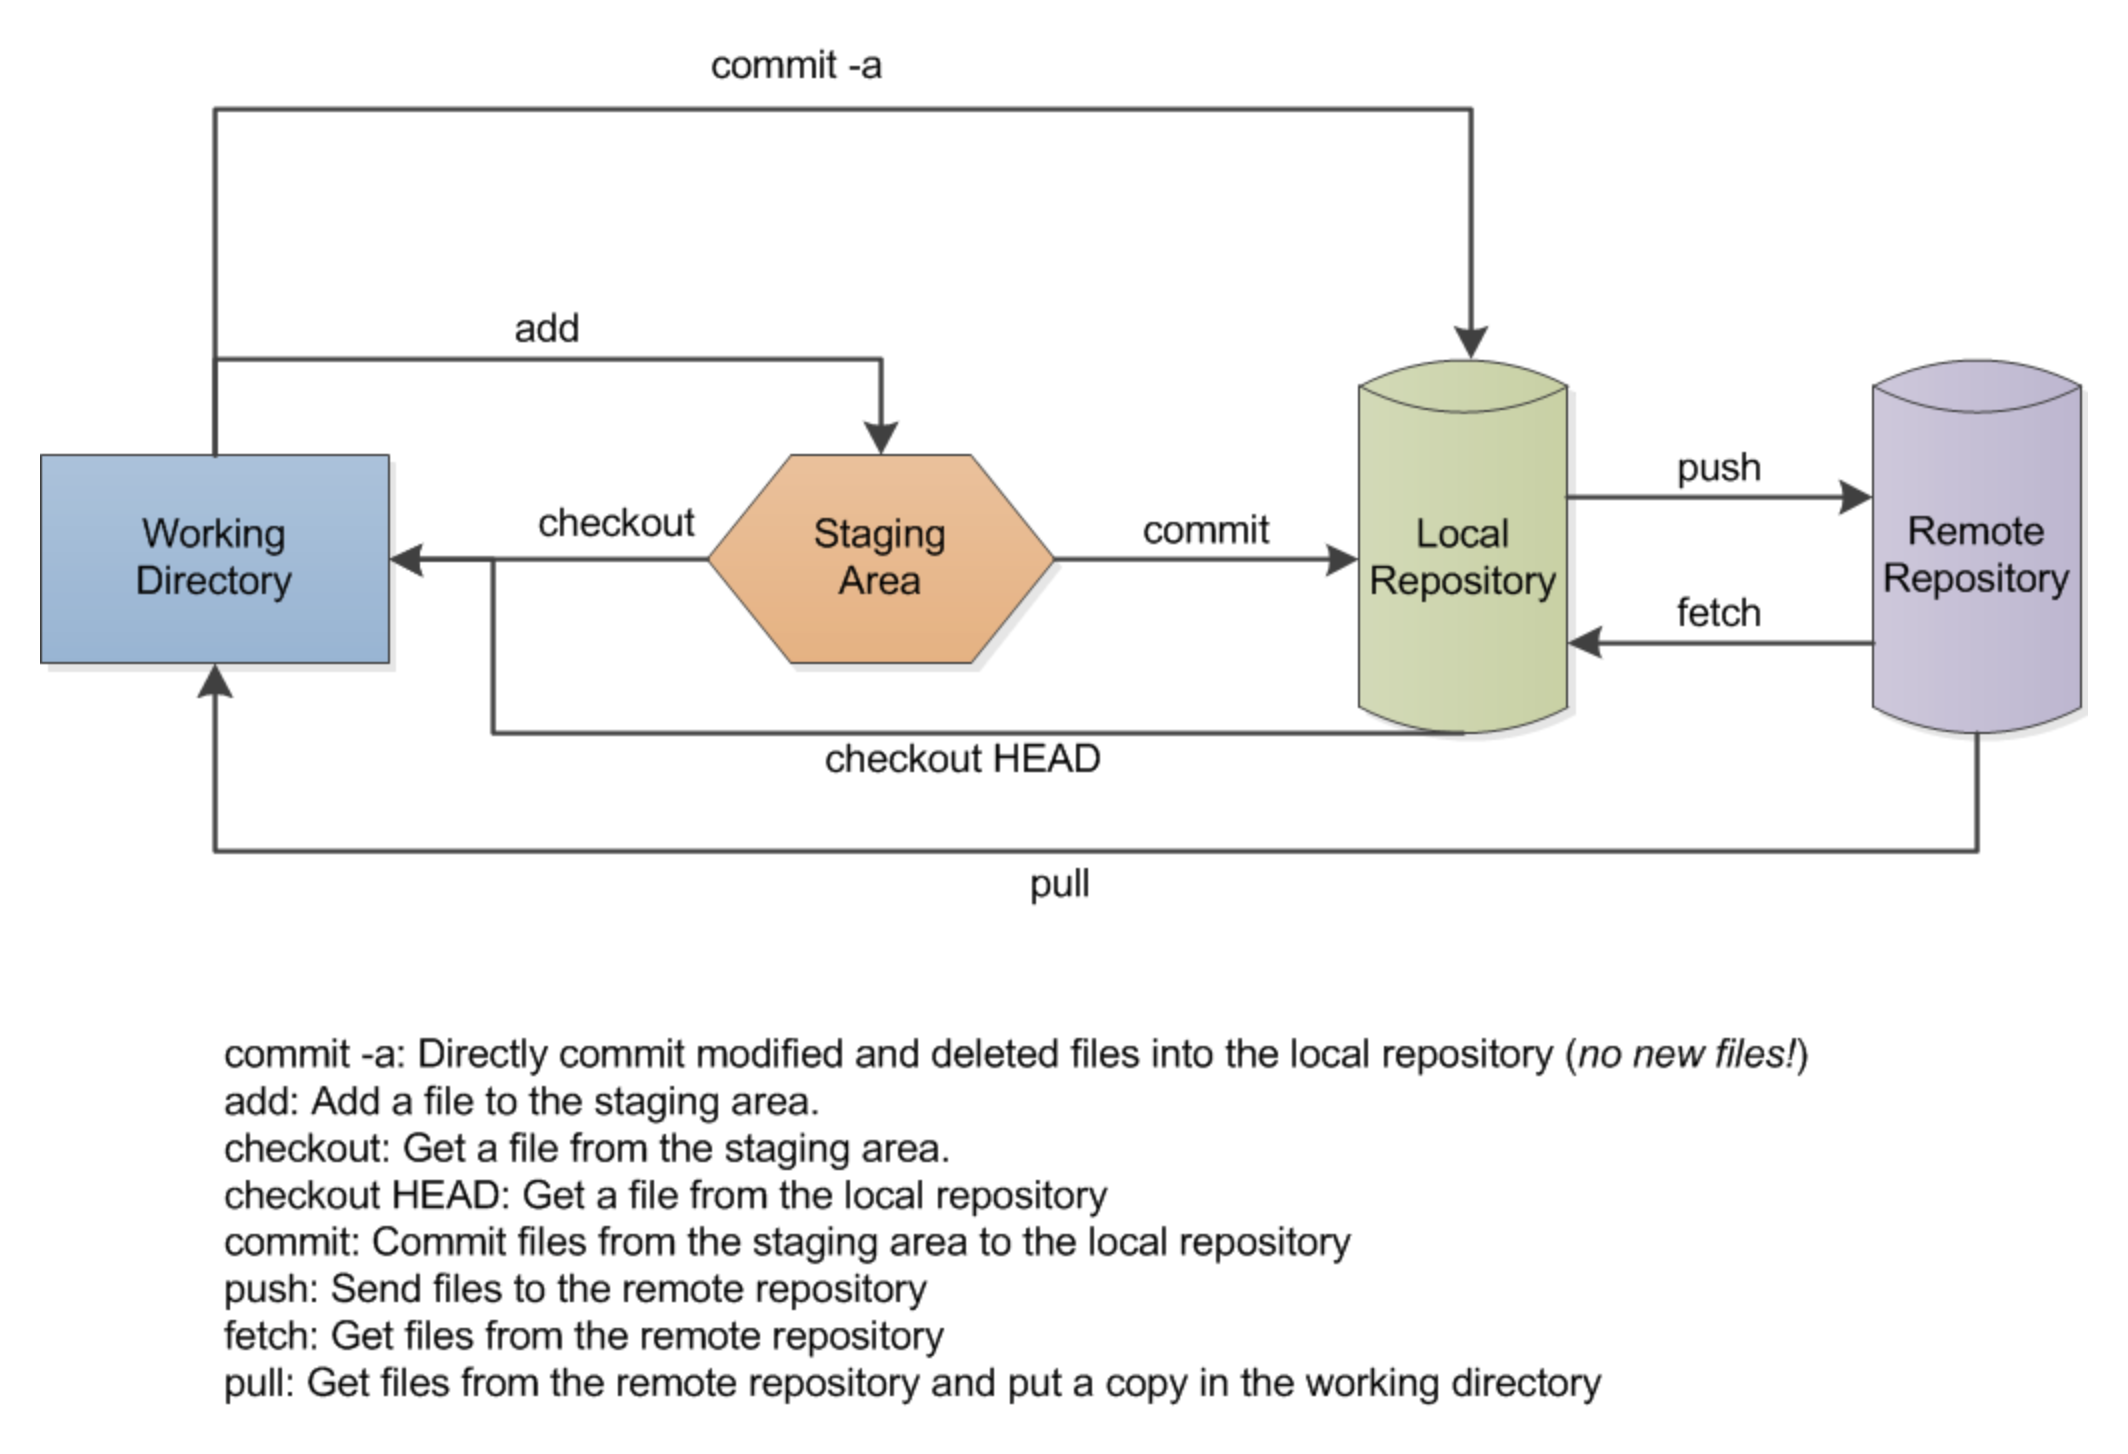 commit -a
add
checkout
commit
push
fetch
Working
Directory
Staging
Area
Local
Repository
Remote
Repository
checkout HEAD
pull
commit -a: Directly commit modified and deleted files into the local repository (no new files!)
add: Add a file to the staging area.
checkout: Get a file from the staging area.
checkout HEAD: Get a file from the local repository
commit: Commit files from the staging area to the local repository
push: Send files to the remote repository
fetch: Get files from the remote repository
pull: Get files from the remote repository and put a copy in the working directory